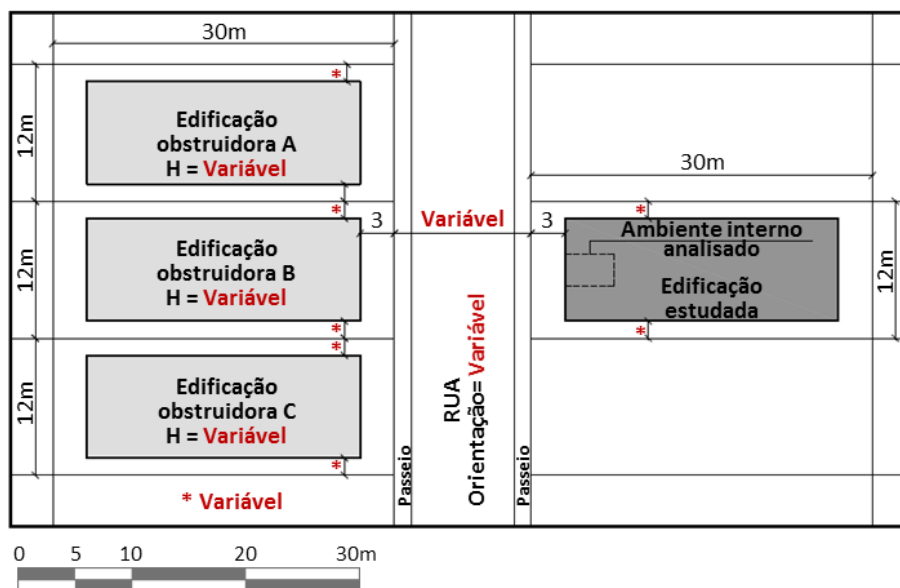 30m
*
12m
Edificação
obstruidora A
H = Variável
30m
*
3
Variável
3
*
12m
Edificação
obstruidora B
H = Variável
Ambiente interno
analisado
Edificação
estudada
12m
*
*
*
12m
Edificação
obstruidora C
H = Variável
RUA
Orientação= Variável
Passeio
Passeio
*
* Variável
0 5 10 20 30m